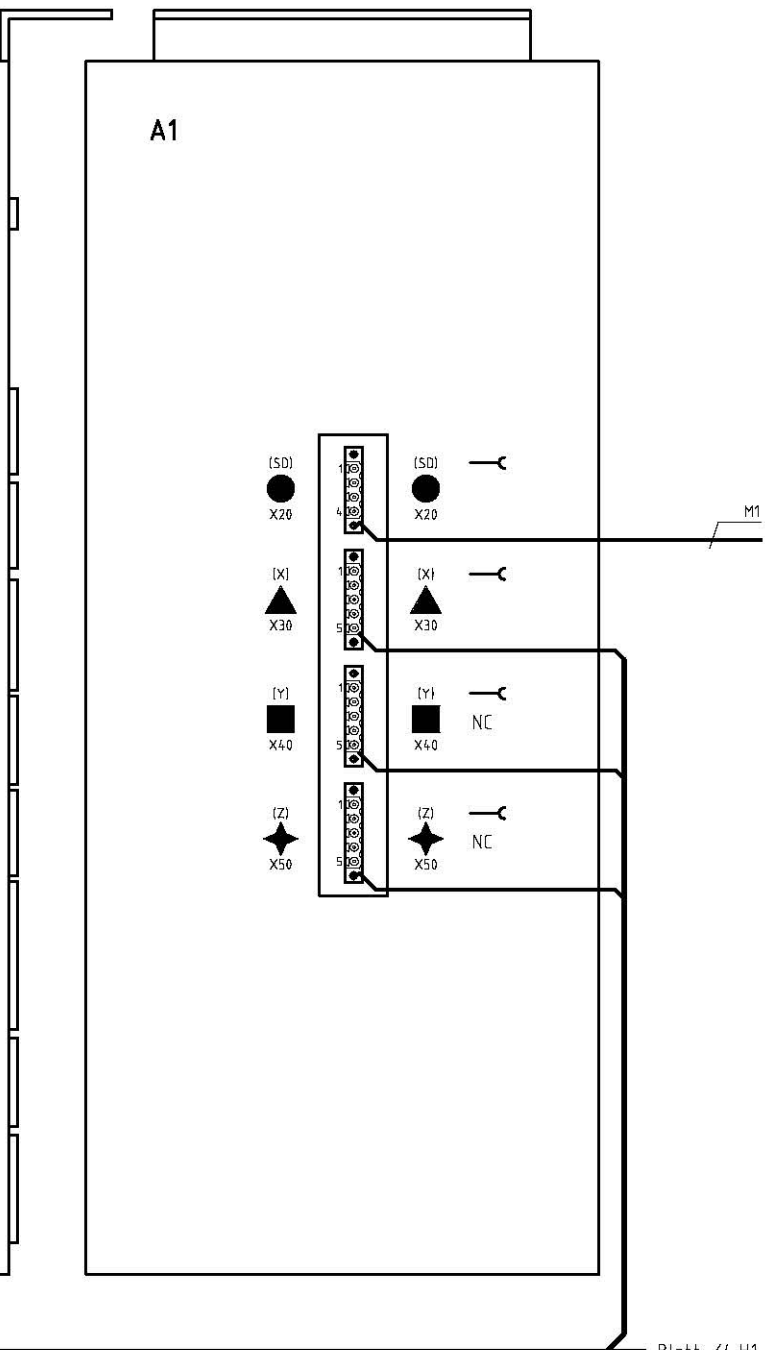 A1
(SD) 1 (SD)
X20 4 X20
M1
(X) 1 (X)
X30 5 X30
(Y) 1 (Y)
NC
X40 5 X40
(Z) 1 (Z)
NC
X50 5 X50
Blatt